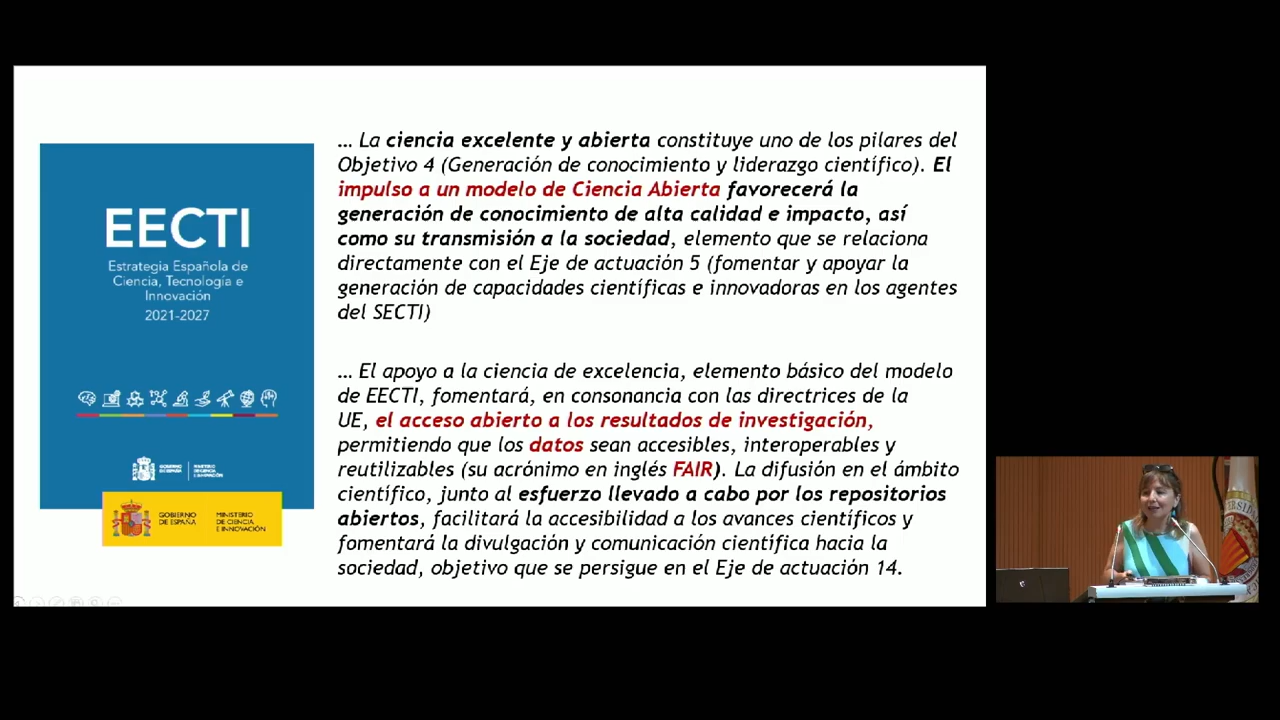 EECTI
Estrategia Española de
Ciencia, Tecnología e
Innovación
2021-2027
GOBIERNO
DE ESPAÑA
MINISTERIO
DE CIENCIA
E INNOVACIÓN
GOBIERNO
DE ESPAÑA
MINISTERIO
DE CIENCIA
E INNOVACIÓN
… La ciencia excelente y abierta constituye uno de los pilares del
Objetivo 4 (Generación de conocimiento y liderazgo científico). El
impulso a un modelo de Ciencia Abierta favorecerá la
generación de conocimiento de alta calidad e impacto, así
como su transmisión a la sociedad, elemento que se relaciona
directamente con el Eje de actuación 5 (fomentar y apoyar la
generación de capacidades científicas e innovadoras en los agentes
del SECTI)
… El apoyo a la ciencia de excelencia, elemento básico del modelo
de EECTI, fomentará, en consonancia con las directrices de la
UE, el acceso abierto a los resultados de investigación,
permitiendo que los datos sean accesibles, interoperables y
reutilizables (su acrónimo en inglés FAIR). La difusión en el ámbito
científico, junto al esfuerzo llevado a cabo por los repositorios
abiertos, facilitará la accesibilidad a los avances científicos y
fomentará la divulgación y comunicación científica hacia la
sociedad, objetivo que se persigue en el Eje de actuación 14.